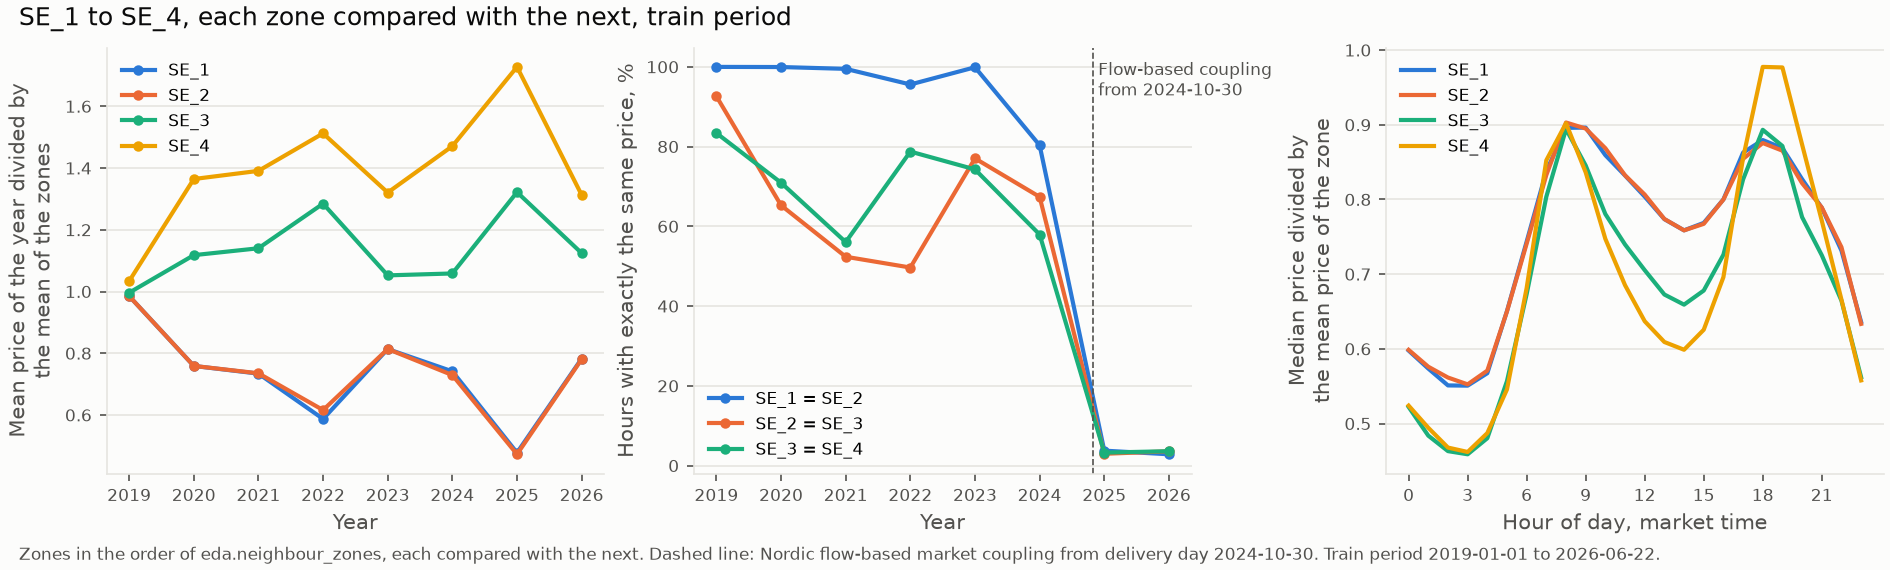 SE_1 to SE_4, each zone compared with the next, train period
Mean price of the year divided by
the mean of the zones
1.6
1.4
1.2
1.0
0.8
0.6
SE_1
SE_2
SE_3
SE_4
2019 2020 2021 2022 2023 2024 2025 2026
Year
Hours with exactly the same price, %
100
80
60
40
20
0
Flow-based coupling
from 2024-10-30
SE_1 = SE_2
SE_2 = SE_3
SE_3 = SE_4
2019 2020 2021 2022 2023 2024 2025 2026
Year
Median price divided by
the mean price of the zone
1.0
0.9
0.8
0.7
0.6
0.5
SE_1
SE_2
SE_3
SE_4
0 3 6 9 12 15 18 21
Hour of day, market time
Zones in the order of eda.neighbour_zones, each compared with the next. Dashed line: Nordic flow-based market coupling from delivery day 2024-10-30. Train period 2019-01-01 to 2026-06-22.